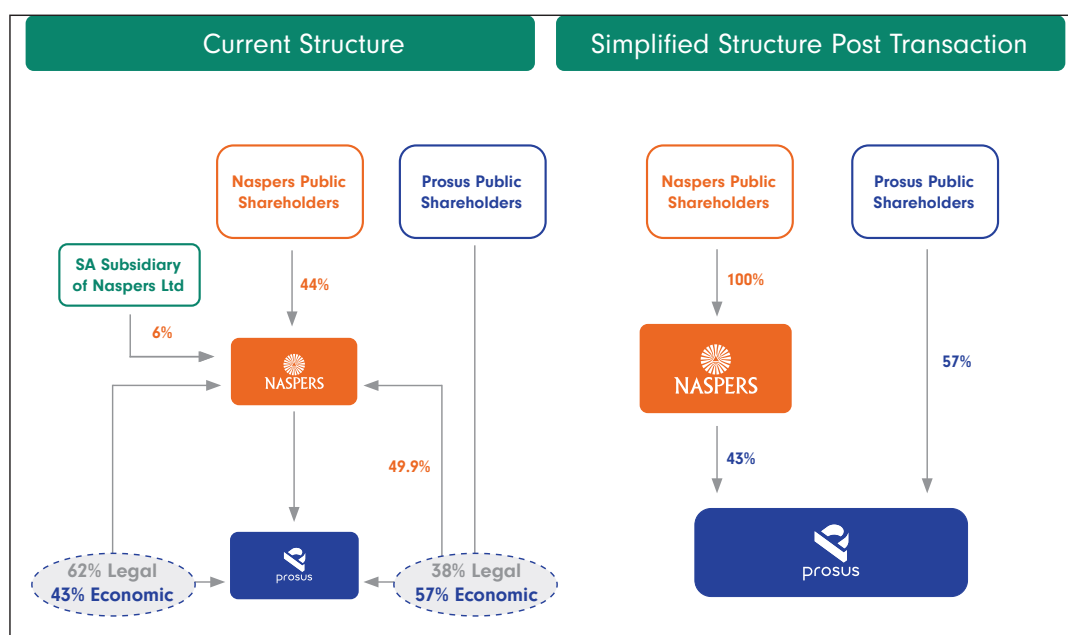 Current Structure
Simplified Structure Post Transaction
Naspers Public
Shareholders
Prosus Public
Shareholders
SA Subsidiary
of Naspers Ltd
44%
6%
NASPERS
49.9%
62% Legal
43% Economic
prosus
38% Legal
57% Economic
Naspers Public
Shareholders
Prosus Public
Shareholders
100%
NASPERS
57%
43%
prosus